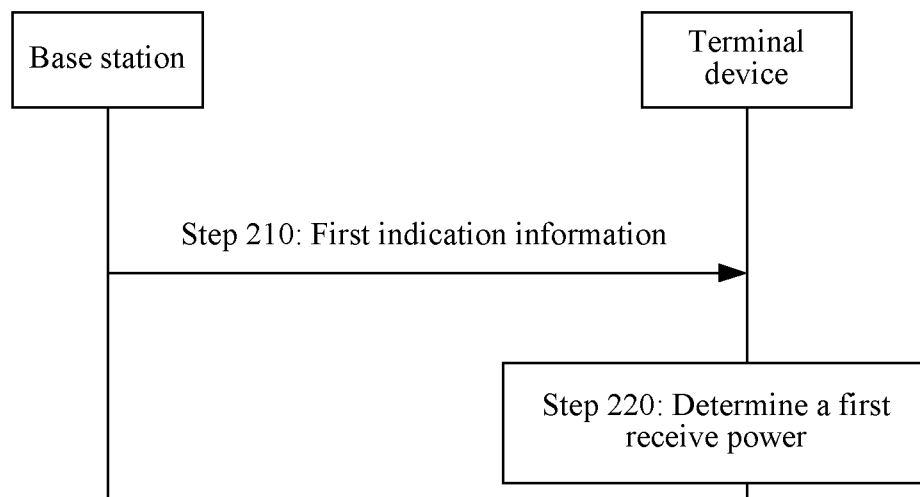 Base station
Terminal
device
Step 210: First indication information
Step 220: Determine a first
receive power